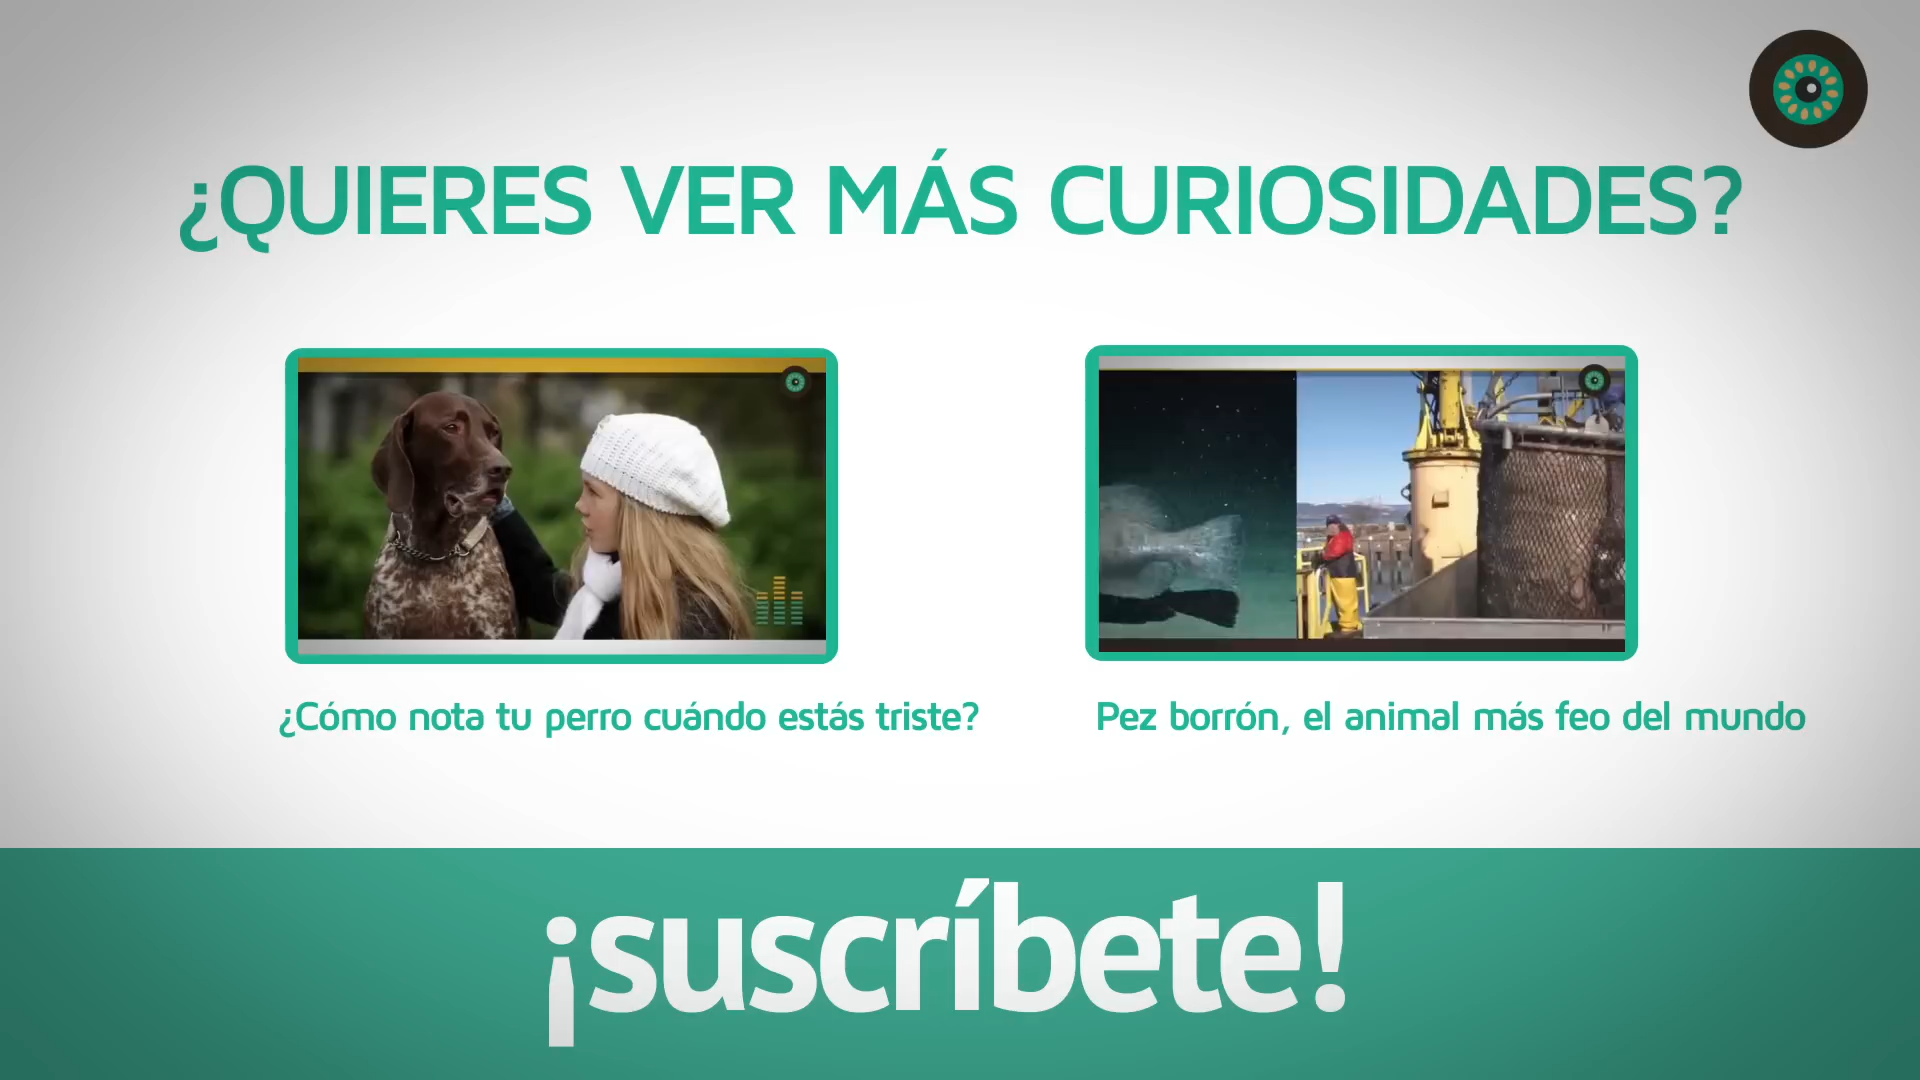 ¿QUIERES VER MÁS CURIOSIDADES?
¿Cómo nota tu perro cuándo estás triste?
Pez borrón, el animal más feo del mundo
¡suscríbete!